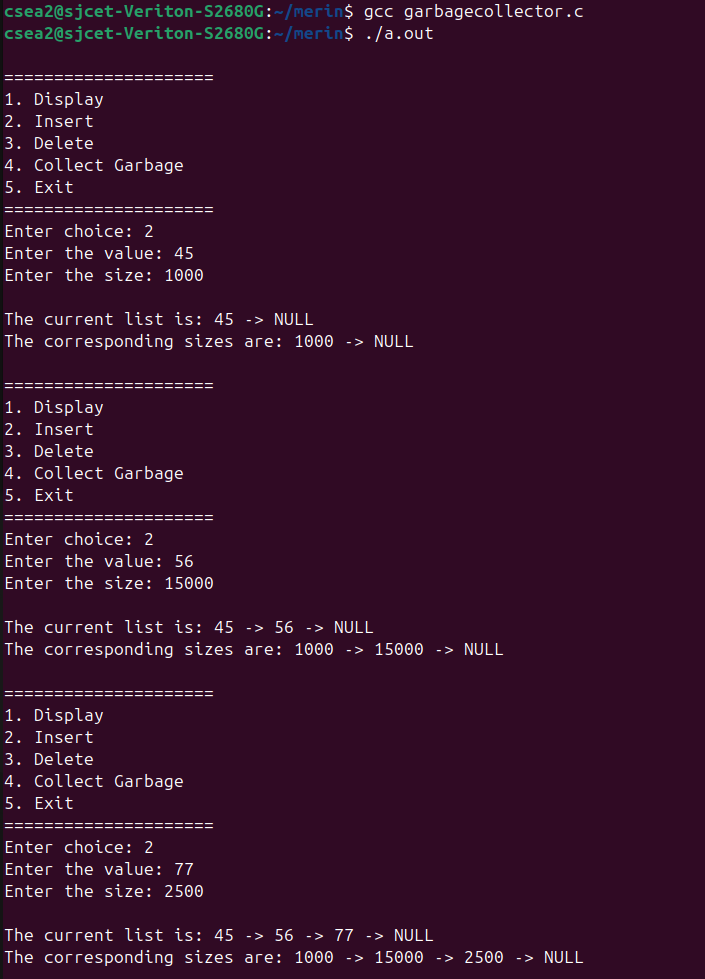 csea2@sjcet-Veriton-S2680G:~/merin$ gcc garbagecollector.c
csea2@sjcet-Veriton-S2680G:~/merin$ ./a.out
=====================
1. Display
2. Insert
3. Delete
4. Collect Garbage
5. Exit
=====================
Enter choice: 2
Enter the value: 45
Enter the size: 1000
The current list is: 45 -> NULL
The corresponding sizes are: 1000 -> NULL
=====================
1. Display
2. Insert
3. Delete
4. Collect Garbage
5. Exit
=====================
Enter choice: 2
Enter the value: 56
Enter the size: 15000
The current list is: 45 -> 56 -> NULL
The corresponding sizes are: 1000 -> 15000 -> NULL
=====================
1. Display
2. Insert
3. Delete
4. Collect Garbage
5. Exit
=====================
Enter choice: 2
Enter the value: 77
Enter the size: 2500
The current list is: 45 -> 56 -> 77 -> NULL
The corresponding sizes are: 1000 -> 15000 -> 2500 -> NULL